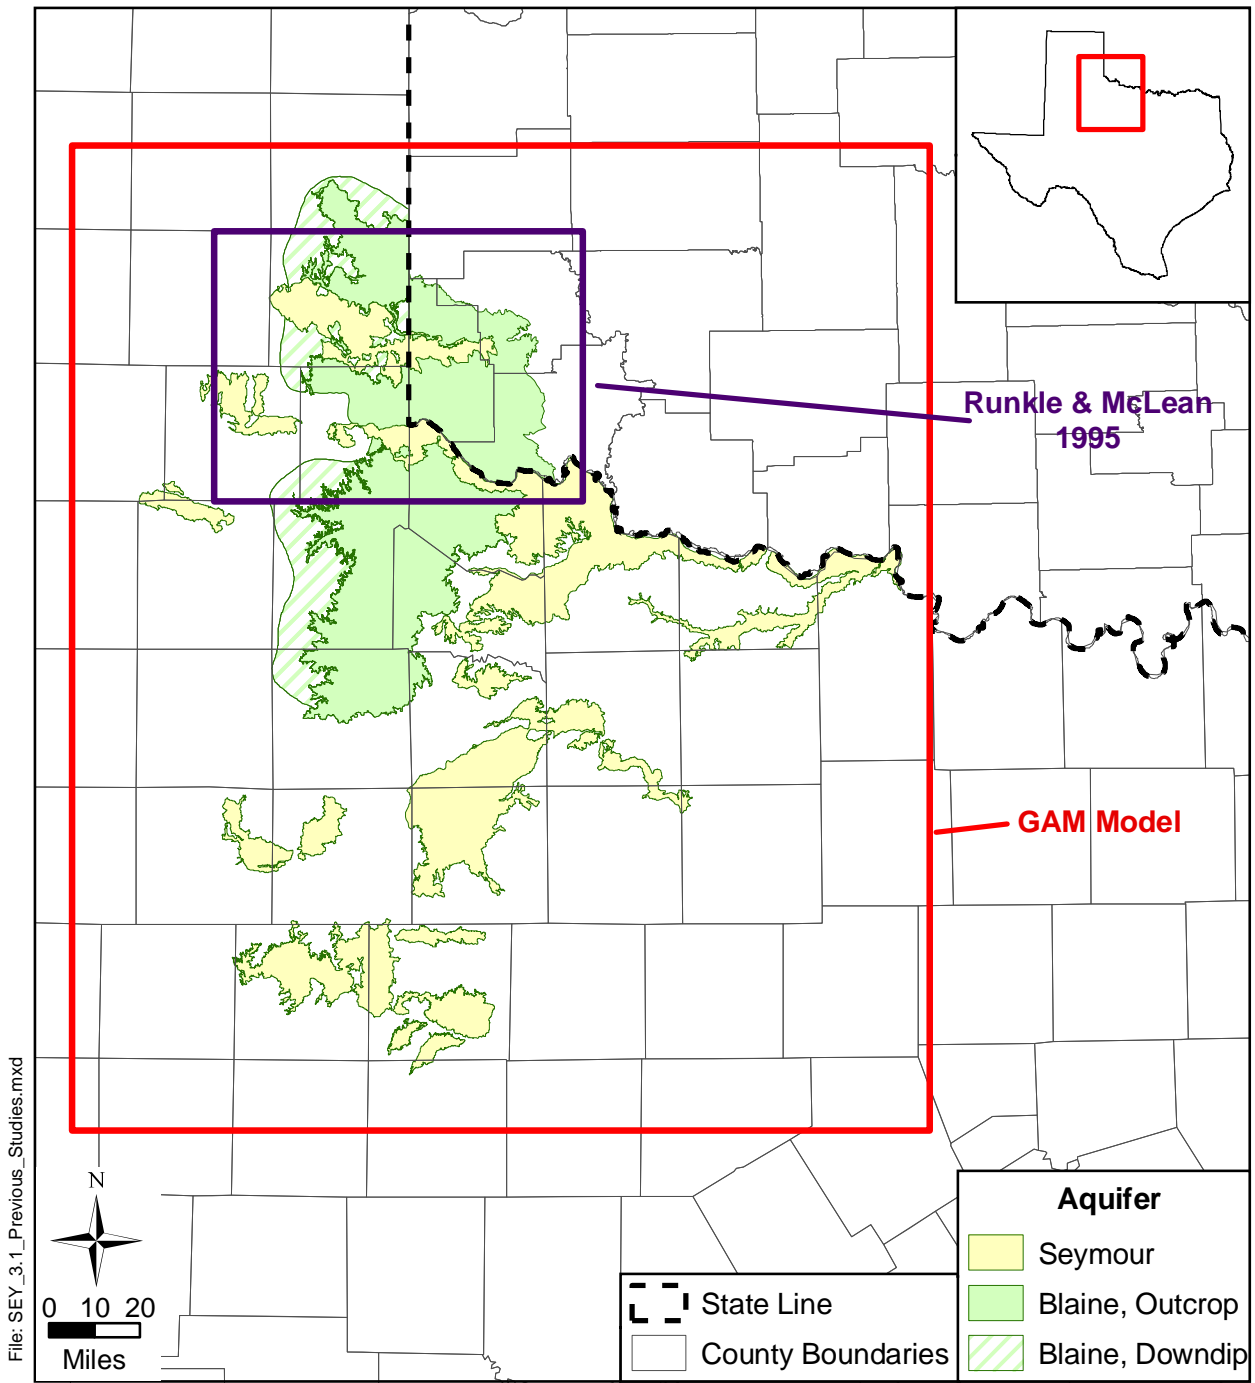 Runkle & McLean
1995
GAM Model
File: SEY_3.1_Previous_Studies.mxd
N
0 10 20
Miles
State Line
County Boundaries
Aquifer
Seymour
Blaine, Outcrop
Blaine, Downdip